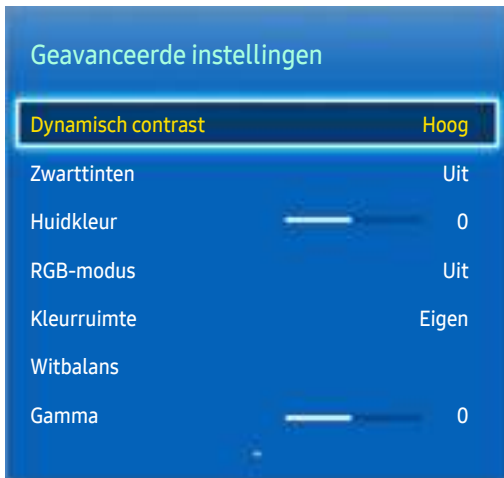 Geavanceerde instellingen
Dynamisch contrast Hoog
Zwarttinten Uit
Huidkleur 0
RGB-modus Uit
Kleurruimte Eigen
Witbalans
Gamma 0